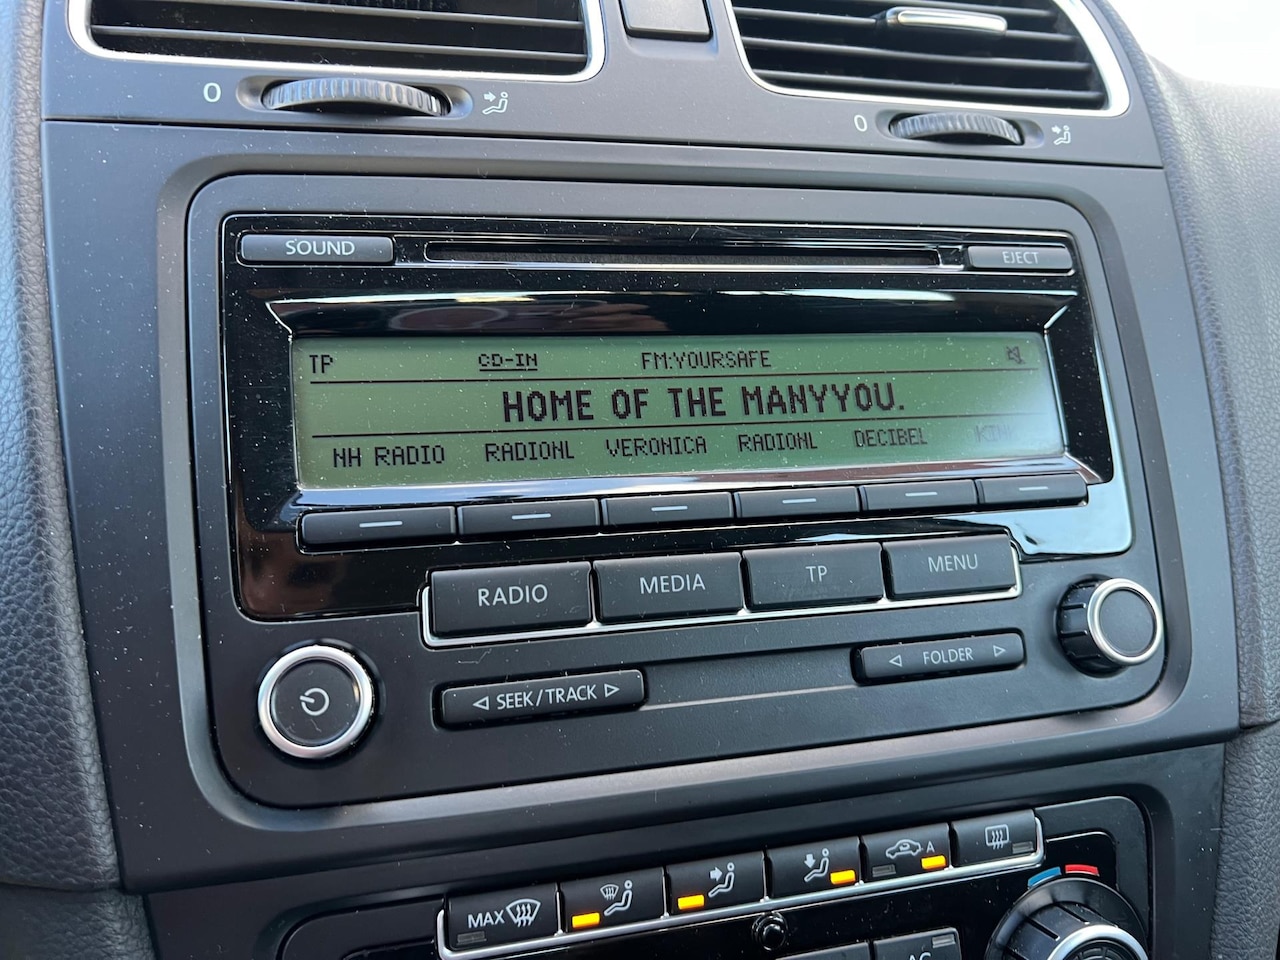 0
0
SOUND
EJECT
TP CD-IN FM:YOURSAFE
HOME OF THE MANYYOU.
NH RADIO RADIONL VERONICA RADIONL DECIBEL
RADIO MEDIA TP MENU
SEEK/TRACK FOLDER
MAX A
AC